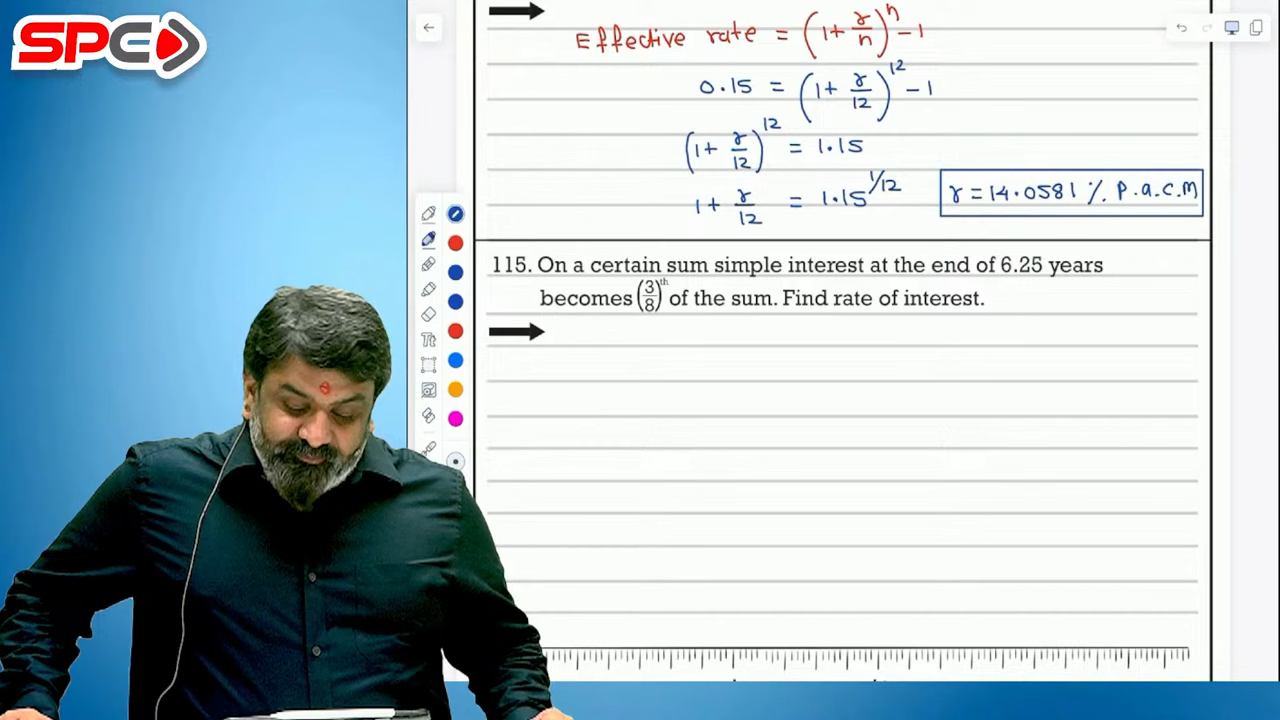 SPC
Effective rate = (1 + r/n)^n − 1
0.15 = (1 + r/12)^12 − 1
(1 + r/12)^12 = 1.15
1 + r/12 = 1.15^1/12
r = 14.0581 % p.a.c.m
115. On a certain sum simple interest at the end of 6.25 years
becomes (3/8)^th of the sum. Find rate of interest.
Tt